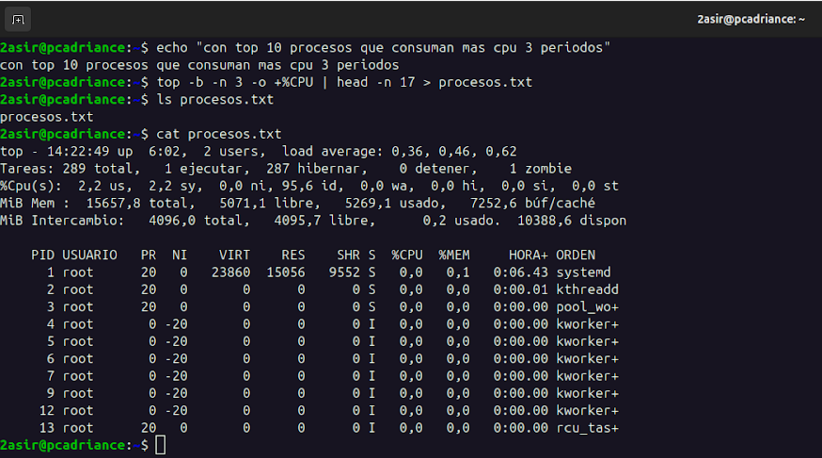 2asir@pcadriance: ~
2asir@pcadriance:~$ echo "con top 10 procesos que consuman mas cpu 3 periodos"
con top 10 procesos que consuman mas cpu 3 periodos
2asir@pcadriance:~$ top -b -n 3 -o +%CPU | head -n 17 > procesos.txt
2asir@pcadriance:~$ ls procesos.txt
procesos.txt
2asir@pcadriance:~$ cat procesos.txt
top - 14:22:49 up  6:02,  2 users,  load average: 0,36, 0,46, 0,62
Tareas: 289 total,   1 ejecutar,  287 hibernar,    0 detener,    1 zombie
%Cpu(s):  2,2 us,  2,2 sy,  0,0 ni, 95,6 id,  0,0 wa,  0,0 hi,  0,0 si,  0,0 st
MiB Mem :  15657,8 total,   5071,1 libre,   5269,1 usado,   7252,6 búf/caché
MiB Intercambio:   4096,0 total,   4095,7 libre,      0,2 usado.  10388,6 dispon
PID USUARIO   PR  NI    VIRT    RES    SHR S  %CPU  %MEM     HORA+ ORDEN
1 root      20   0   23860  15056   9552 S   0,0   0,1   0:06.43 systemd
2 root      20   0       0      0      0 S   0,0   0,0   0:00.01 kthreadd
3 root      20   0       0      0      0 S   0,0   0,0   0:00.00 pool_wo+
4 root       0 -20       0      0      0 I   0,0   0,0   0:00.00 kworker+
5 root       0 -20       0      0      0 I   0,0   0,0   0:00.00 kworker+
6 root       0 -20       0      0      0 I   0,0   0,0   0:00.00 kworker+
7 root       0 -20       0      0      0 I   0,0   0,0   0:00.00 kworker+
9 root       0 -20       0      0      0 I   0,0   0,0   0:00.00 kworker+
12 root       0 -20       0      0      0 I   0,0   0,0   0:00.00 kworker+
13 root      20   0       0      0      0 I   0,0   0,0   0:00.00 rcu_tas+
2asir@pcadriance:~$